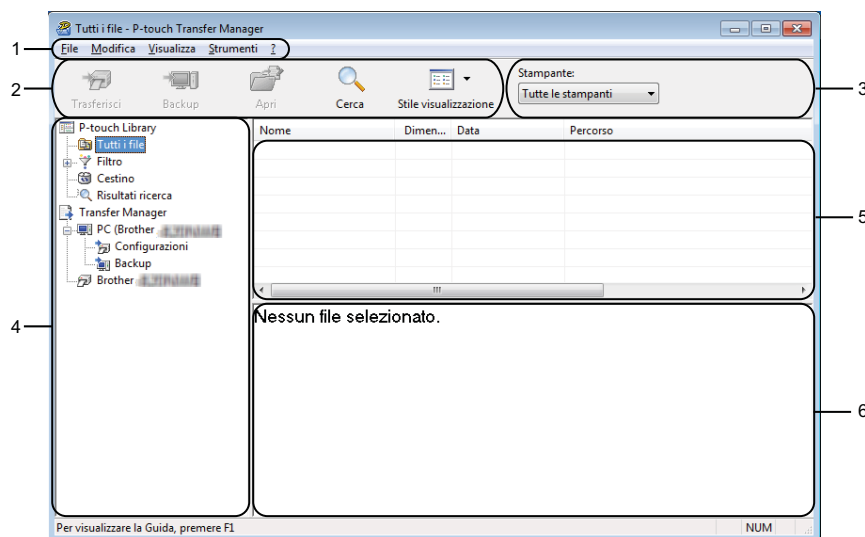 Tutti i file - P-touch Transfer Manager
1
File Modifica Visualizza Strumenti ?
2
Trasferisci Backup Apri Cerca Stile visualizzazione
Stampante:
Tutte le stampanti
3
P-touch Library
Tutti i file
Filtro
Cestino
Risultati ricerca
Transfer Manager
PC (Brother
Configurazioni
Backup
Brother
4
Nome Dimen... Data Percorso
5
Nessun file selezionato.
6
Per visualizzare la Guida, premere F1
NUM